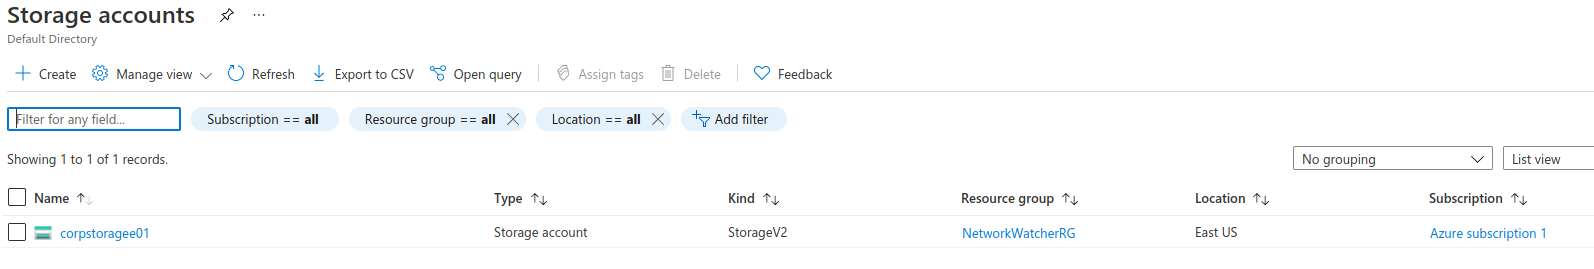 Storage accounts ...
Default Directory
Create Manage view Refresh Export to CSV Open query Assign tags Delete Feedback
Filter for any field... Subscription == all Resource group == all Location == all Add filter
Showing 1 to 1 of 1 records. No grouping List view
Name Type Kind Resource group Location Subscription
corpstoragee01 Storage account StorageV2 NetworkWatcherRG East US Azure subscription 1